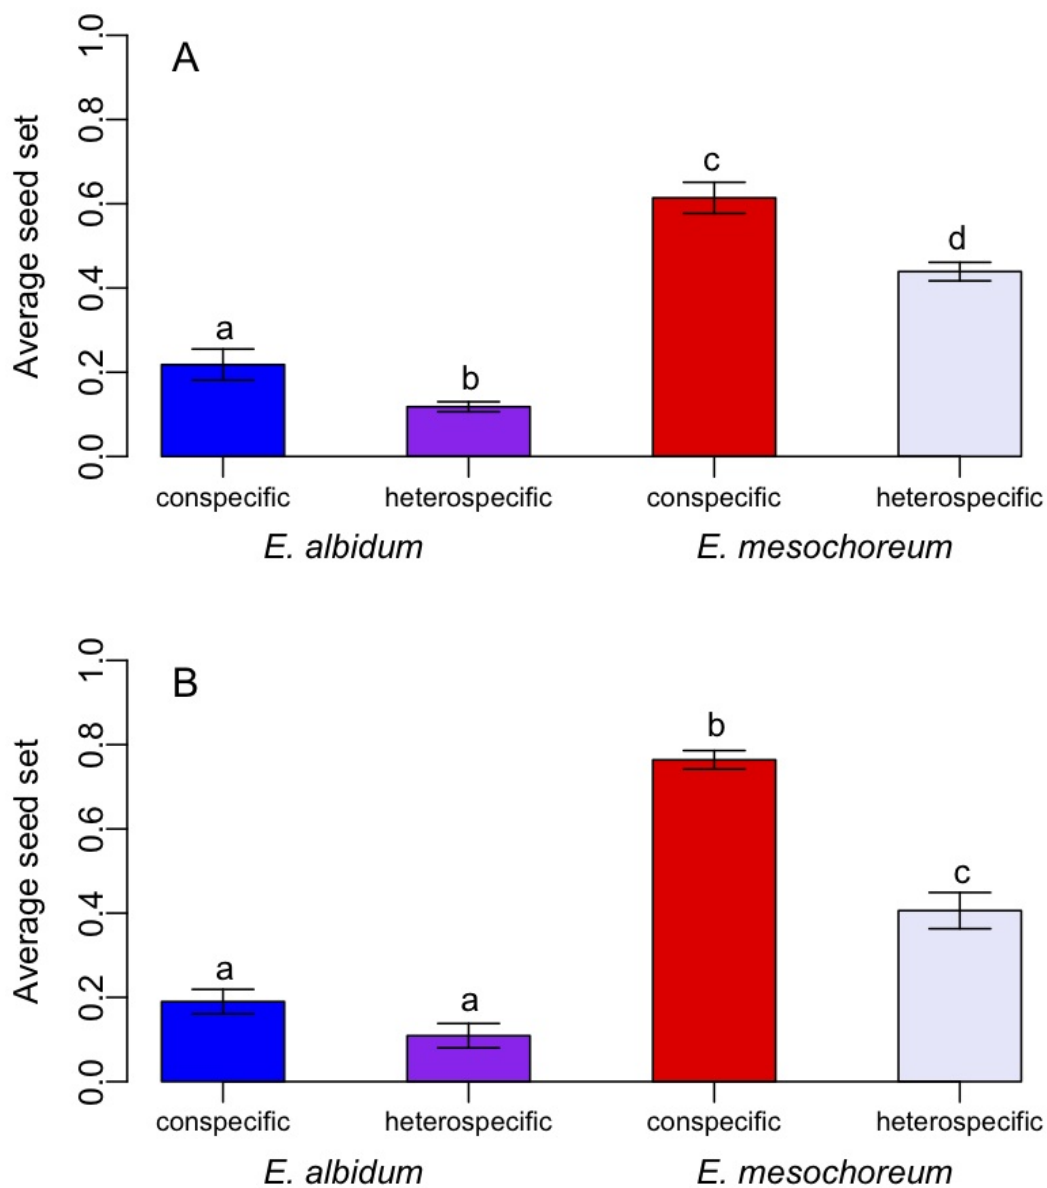 A
Average seed set
1.0
0.8
0.6
0.4
0.2
0.0
a
b
c
d
conspecific heterospecific conspecific heterospecific
E. albidum E. mesochoreum
B
Average seed set
1.0
0.8
0.6
0.4
0.2
0.0
a
a
b
c
conspecific heterospecific conspecific heterospecific
E. albidum E. mesochoreum